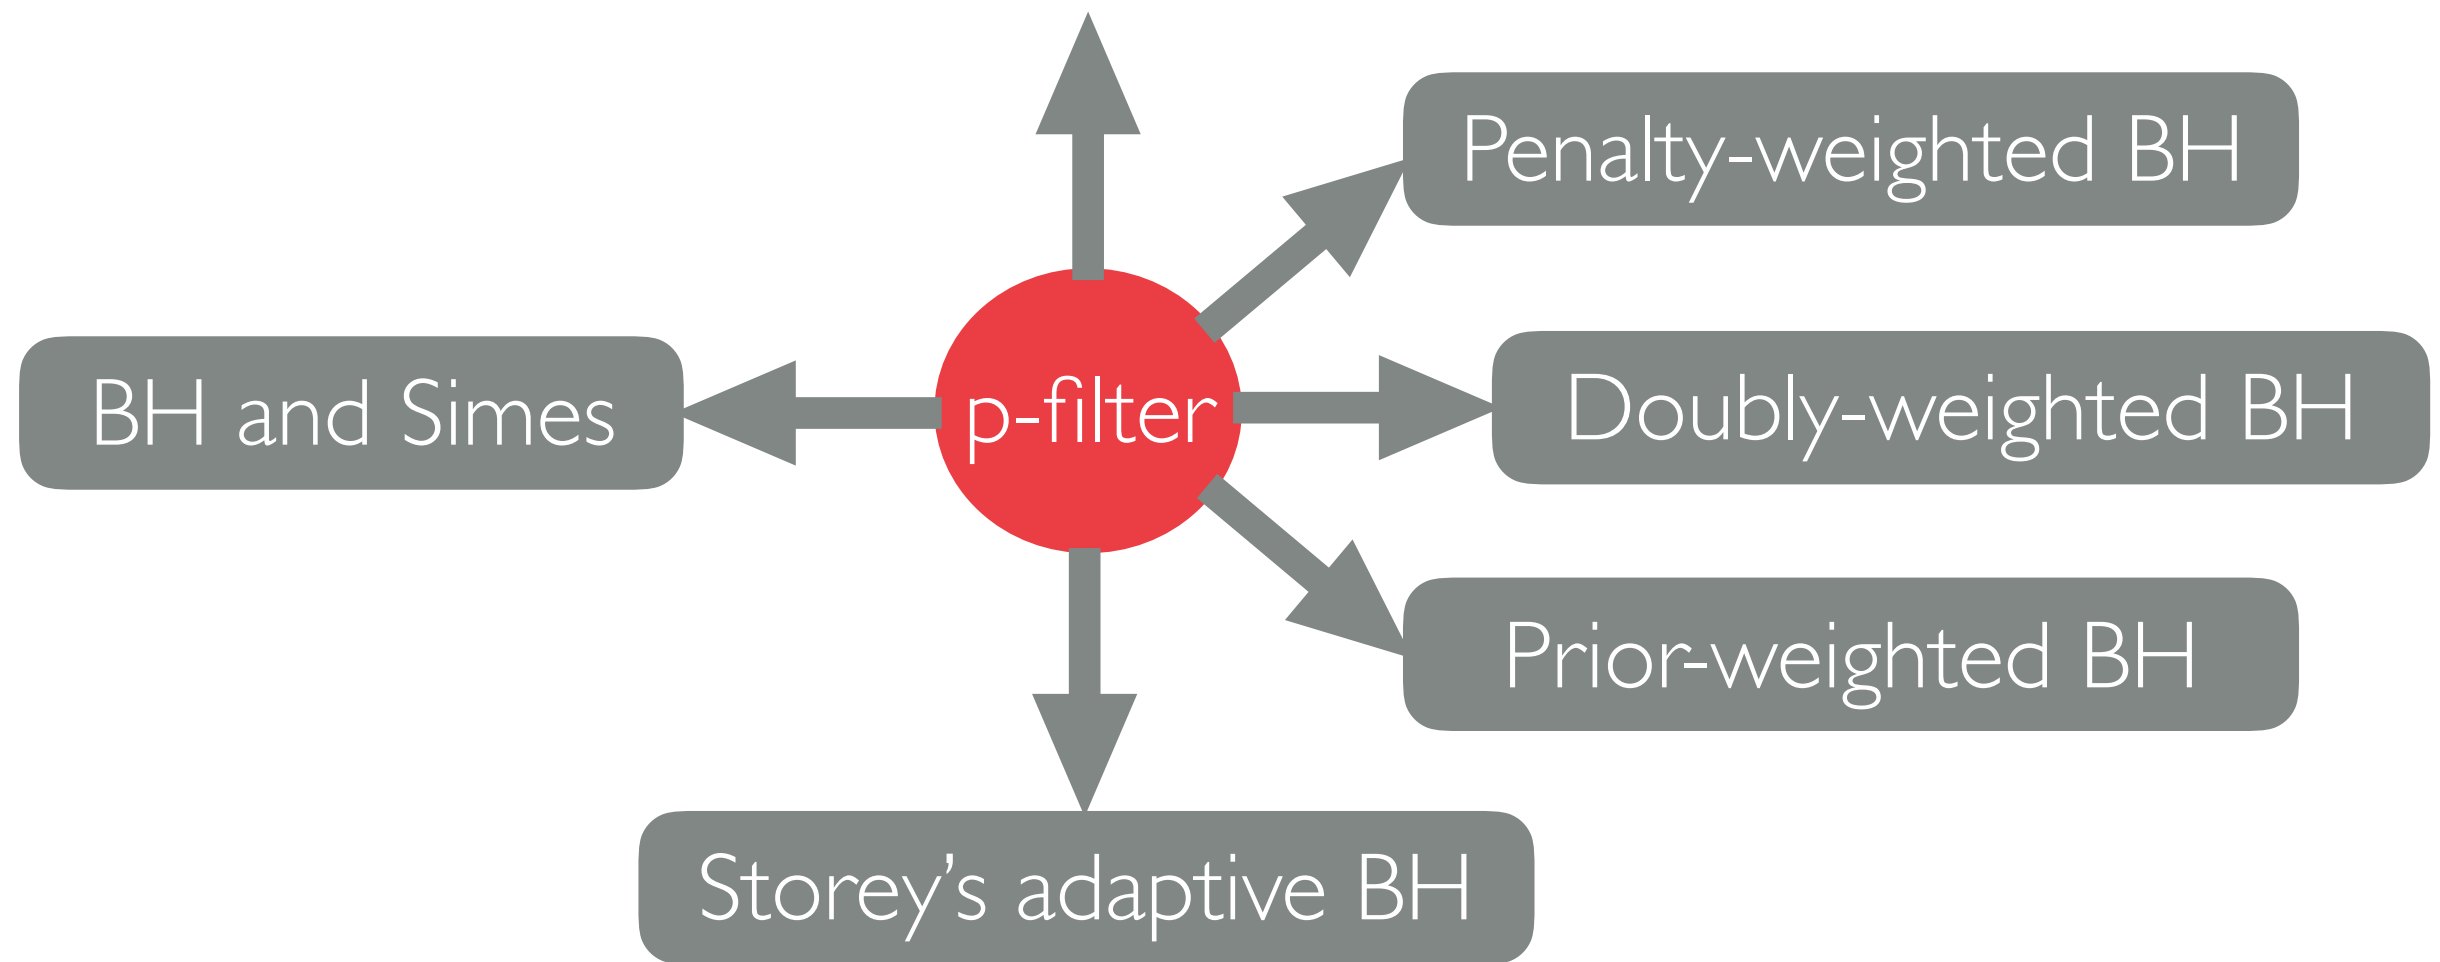 Penalty-weighted BH
BH and Simes
p-filter
Doubly-weighted BH
Prior-weighted BH
Storey’s adaptive BH